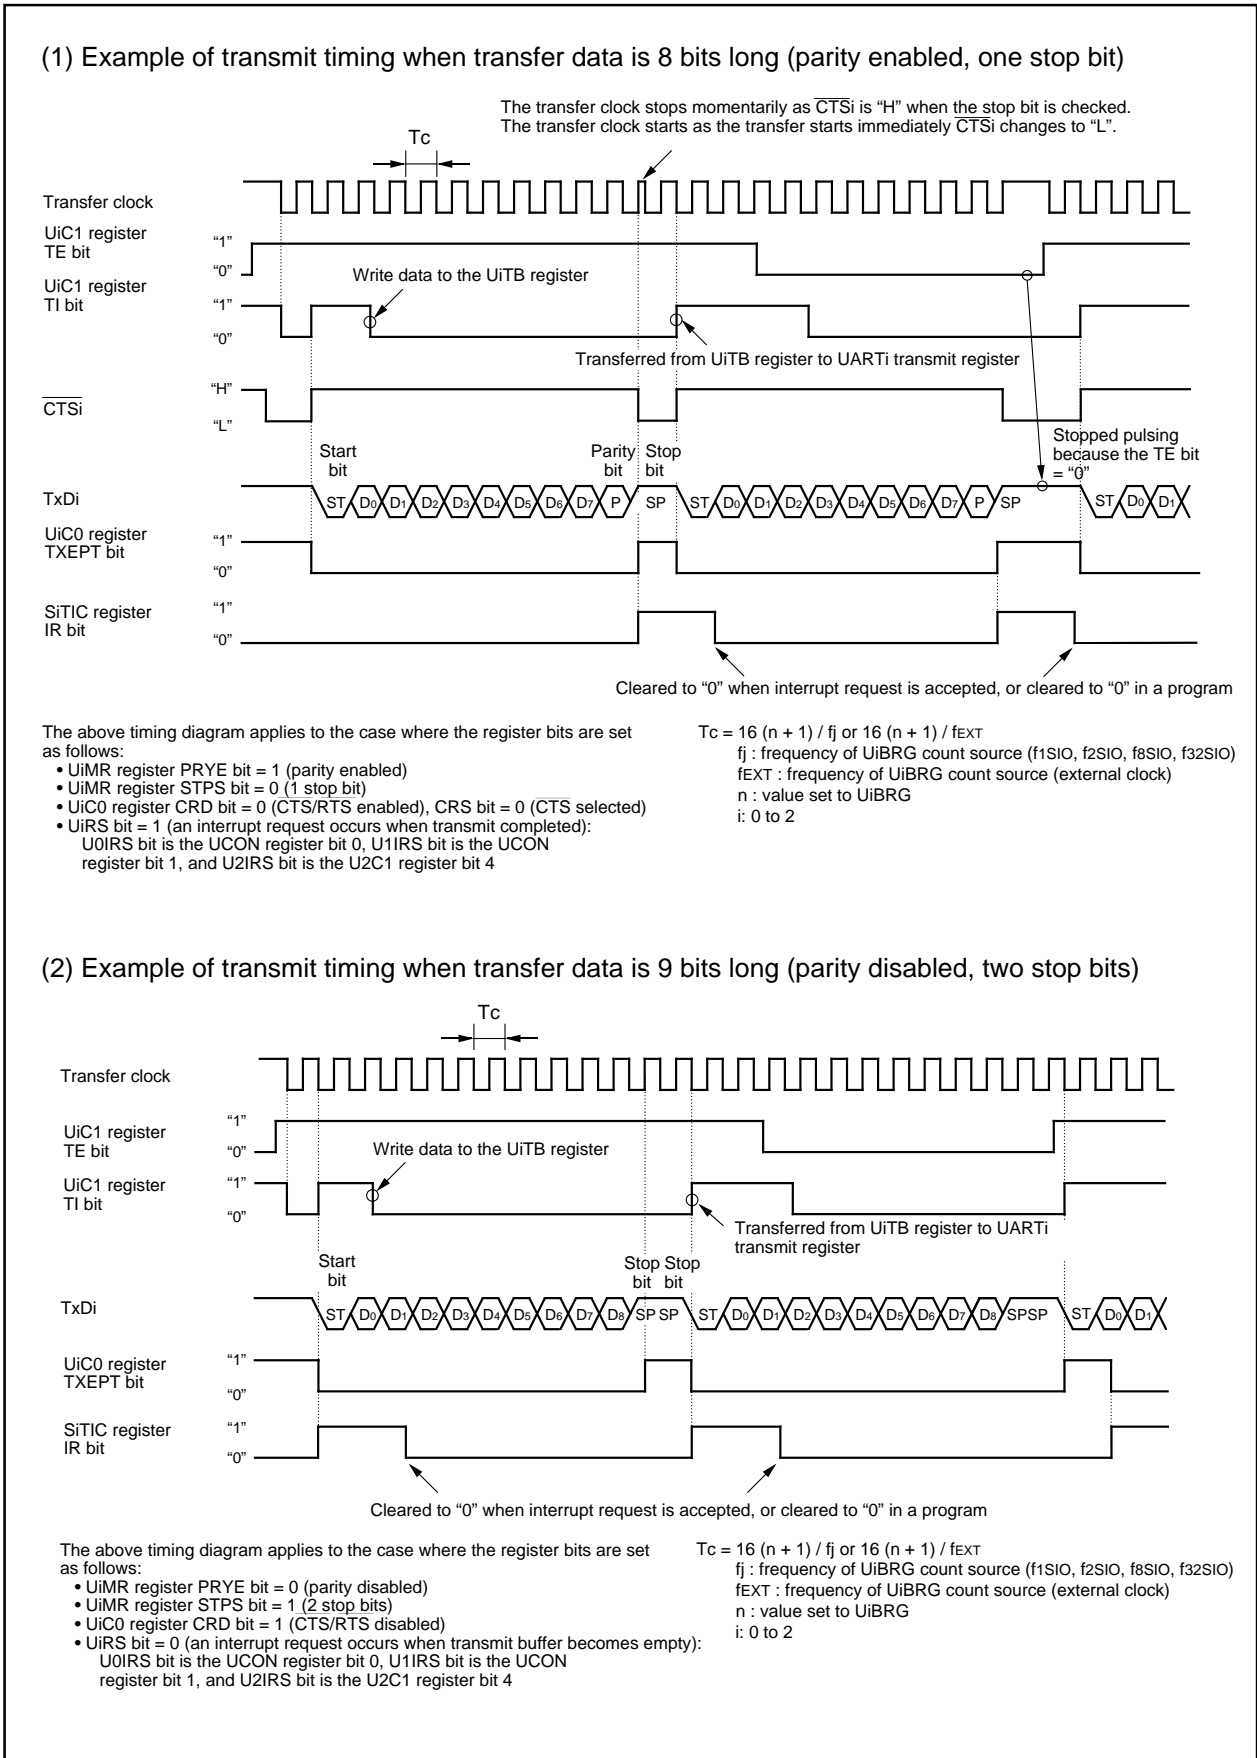 (1) Example of transmit timing when transfer data is 8 bits long (parity enabled, one stop bit)
The transfer clock stops momentarily as CTSi is “H” when the stop bit is checked.
The transfer clock starts as the transfer starts immediately CTSi changes to “L”.
Tc
Transfer clock
UiC1 register
TE bit
“1”
“0”
Write data to the UiTB register
UiC1 register
TI bit
“1”
“0”
Transferred from UiTB register to UARTi transmit register
CTSi
“H”
“L”
Start
bit
Parity
bit
Stop
bit
Stopped pulsing
because the TE bit
= “0”
TxDi
ST D0 D1 D2 D3 D4 D5 D6 D7 P SP ST D0 D1 D2 D3 D4 D5 D6 D7 P SP ST D0 D1
UiC0 register
TXEPT bit
“1”
“0”
SiTIC register
IR bit
“1”
“0”
Cleared to “0” when interrupt request is accepted, or cleared to “0” in a program
The above timing diagram applies to the case where the register bits are set
as follows:
• UiMR register PRYE bit = 1 (parity enabled)
• UiMR register STPS bit = 0 (1 stop bit)
• UiC0 register CRD bit = 0 (CTS/RTS enabled), CRS bit = 0 (CTS selected)
• UiRS bit = 1 (an interrupt request occurs when transmit completed):
U0IRS bit is the UCON register bit 0, U1IRS bit is the UCON
register bit 1, and U2IRS bit is the U2C1 register bit 4
Tc = 16 (n + 1) / fj or 16 (n + 1) / fEXT
fj : frequency of UiBRG count source (f1SIO, f2SIO, f8SIO, f32SIO)
fEXT : frequency of UiBRG count source (external clock)
n : value set to UiBRG
i: 0 to 2
(2) Example of transmit timing when transfer data is 9 bits long (parity disabled, two stop bits)
Tc
Transfer clock
UiC1 register
TE bit
“1”
“0”
Write data to the UiTB register
UiC1 register
TI bit
“1”
“0”
Transferred from UiTB register to UARTi
transmit register
Start
bit
Stop
bit
Stop
bit
TxDi
ST D0 D1 D2 D3 D4 D5 D6 D7 D8 SP SP ST D0 D1 D2 D3 D4 D5 D6 D7 D8 SPSP ST D0 D1
UiC0 register
TXEPT bit
“1”
“0”
SiTIC register
IR bit
“1”
“0”
Cleared to “0” when interrupt request is accepted, or cleared to “0” in a program
The above timing diagram applies to the case where the register bits are set
as follows:
• UiMR register PRYE bit = 0 (parity disabled)
• UiMR register STPS bit = 1 (2 stop bits)
• UiC0 register CRD bit = 1 (CTS/RTS disabled)
• UiRS bit = 0 (an interrupt request occurs when transmit buffer becomes empty):
U0IRS bit is the UCON register bit 0, U1IRS bit is the UCON
register bit 1, and U2IRS bit is the U2C1 register bit 4
Tc = 16 (n + 1) / fj or 16 (n + 1) / fEXT
fj : frequency of UiBRG count source (f1SIO, f2SIO, f8SIO, f32SIO)
fEXT : frequency of UiBRG count source (external clock)
n : value set to UiBRG
i: 0 to 2